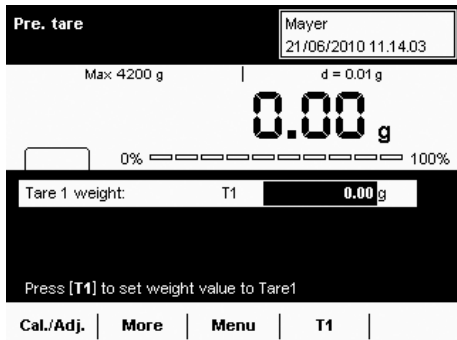 Pre. tare
Mayer
21/06/2010 11.14.03
Max 4200 g | d = 0.01 g
0.00 g
0% 100%
Tare 1 weight: T1 0.00 g
Press [T1] to set weight value to Tare1
Cal./Adj. | More | Menu | T1 |